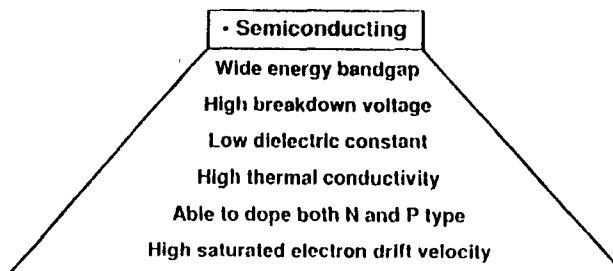 • Semiconducting
Wide energy bandgap
High breakdown voltage
Low dielectric constant
High thermal conductivity
Able to dope both N and P type
High saturated electron drift velocity